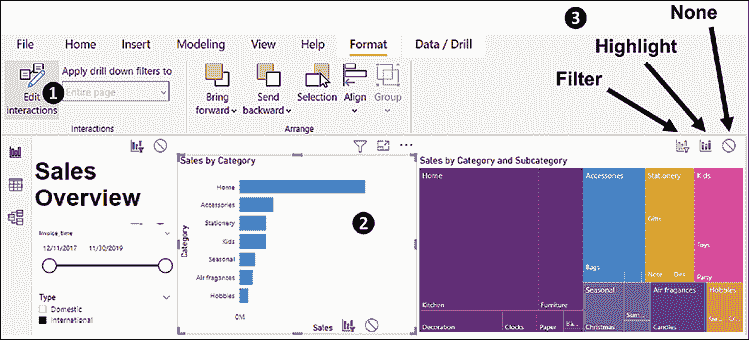 3
None
Highlight
Filter
File Home Insert Modeling View Help Format Data / Drill
1
Edit interactions
Apply drill down filters to
Entire page
Bring forward
Send backward
Selection
Align
Group
Interactions
Arrange
Sales
Overview
Invoice_time
12/11/2017 11/30/2019
Type
Domestic
International
Sales by Category
Category
Home
Accessories
Stationery
Kids
Seasonal
Air fragances
Hobbies
0M
Sales
2
Sales by Category and Subcategory
Home
Kitchen
Furniture
Decoration
Clocks
Paper
Ba...
Accessories
Bags
Stationery
Gifts
Note
Kids
Toys
Party
Seasonal
Christmas
Sum...
Air fragances
Candles
Hobbies